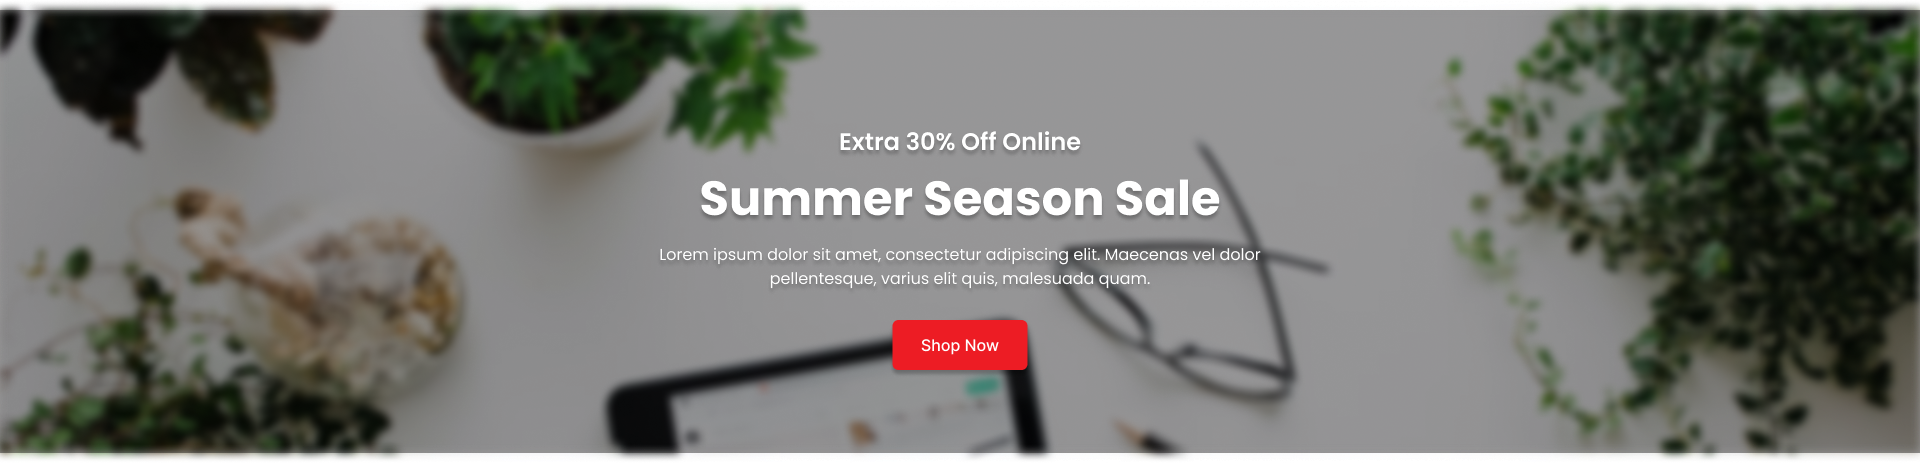 Extra 30% Off Online
Summer Season Sale
Lorem ipsum dolor sit amet, consectetur adipiscing elit. Maecenas vel dolor
pellentesque, varius elit quis, malesuada quam.
Shop Now